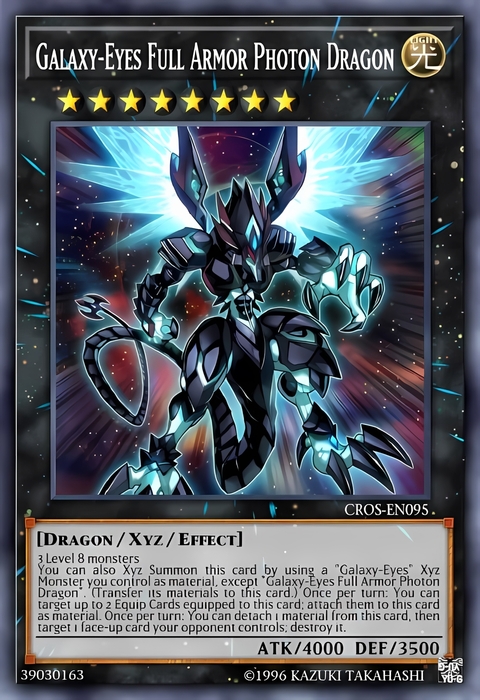 Galaxy-Eyes Full Armor Photon Dragon
LIGHT
光
CROS-EN095
[Dragon / Xyz / Effect]
3 Level 8 monsters
You can also Xyz Summon this card by using a "Galaxy-Eyes" Xyz
Monster you control as material, except "Galaxy-Eyes Full Armor Photon
Dragon". (Transfer its materials to this card.) Once per turn: You can
target up to 2 Equip Cards equipped to this card; attach them to this card
as material. Once per turn: You can detach 1 material from this card, then
target 1 face-up card your opponent controls; destroy it.
ATK/4000 DEF/3500
39030163
©1996 KAZUKI TAKAHASHI